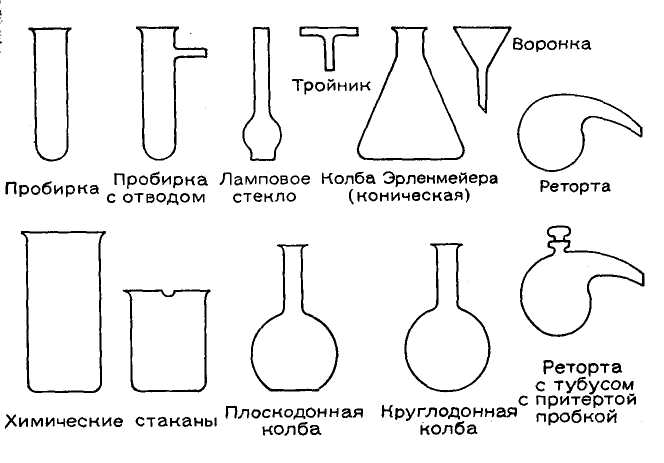 Воронка
Тройник
Пробирка
Пробирка
с отводом
Ламповое
стекло
Колба Эрленмейера
(коническая)
Реторта
Химические стаканы
Плоскодонная
колба
Круглодонная
колба
Реторта
с тубусом
с притертой
пробкой